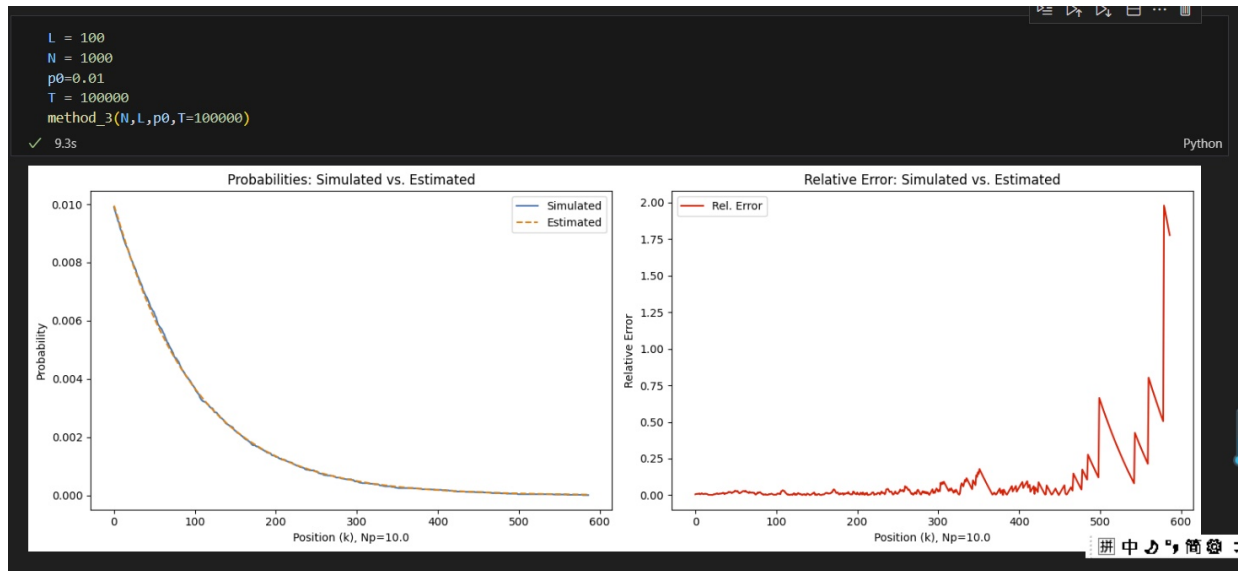 L = 100
N = 1000
p0=0.01
T = 100000
method_3(N,L,p0,T=100000)
9.3s
Python
Probabilities: Simulated vs. Estimated
Simulated
Estimated
0.010
0.008
0.006
0.004
0.002
0.000
Probability
0 100 200 300 400 500 600
Position (k), Np=10.0
Relative Error: Simulated vs. Estimated
Rel. Error
2.00
1.75
1.50
1.25
1.00
0.75
0.50
0.25
0.00
Relative Error
0 100 200 300 400 500 600
Position (k), Np=10.0
拼 中 简